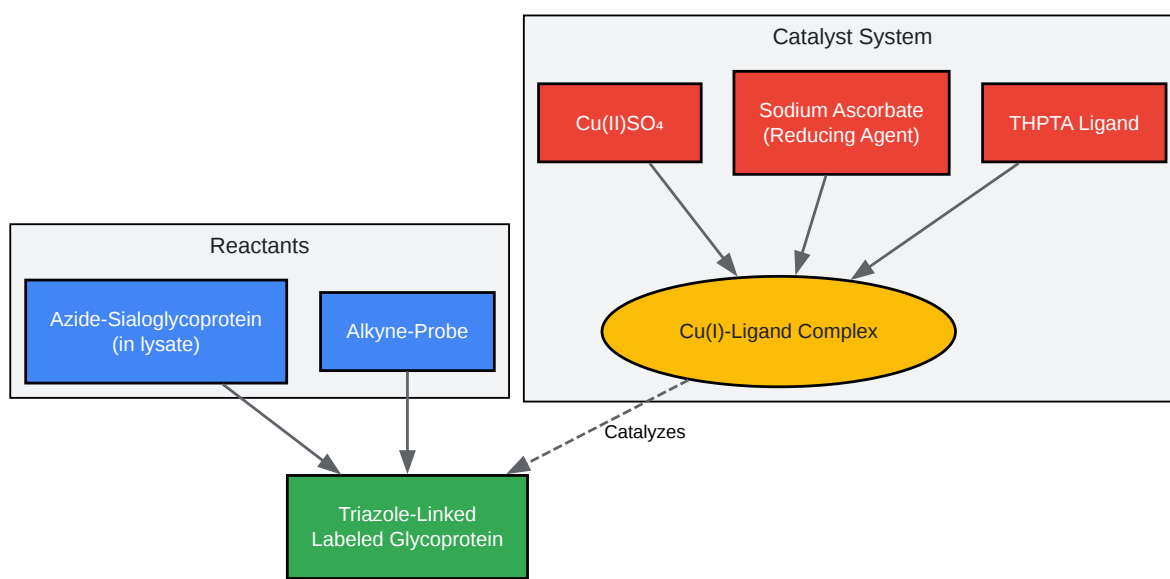 Catalyst System
Cu(II)SO₄
Sodium Ascorbate
(Reducing Agent)
THPTA Ligand
Reactants
Azide-Sialoglycoprotein
(in lysate)
Alkyne-Probe
Cu(I)-Ligand Complex
Catalyzes
Triazole-Linked
Labeled Glycoprotein